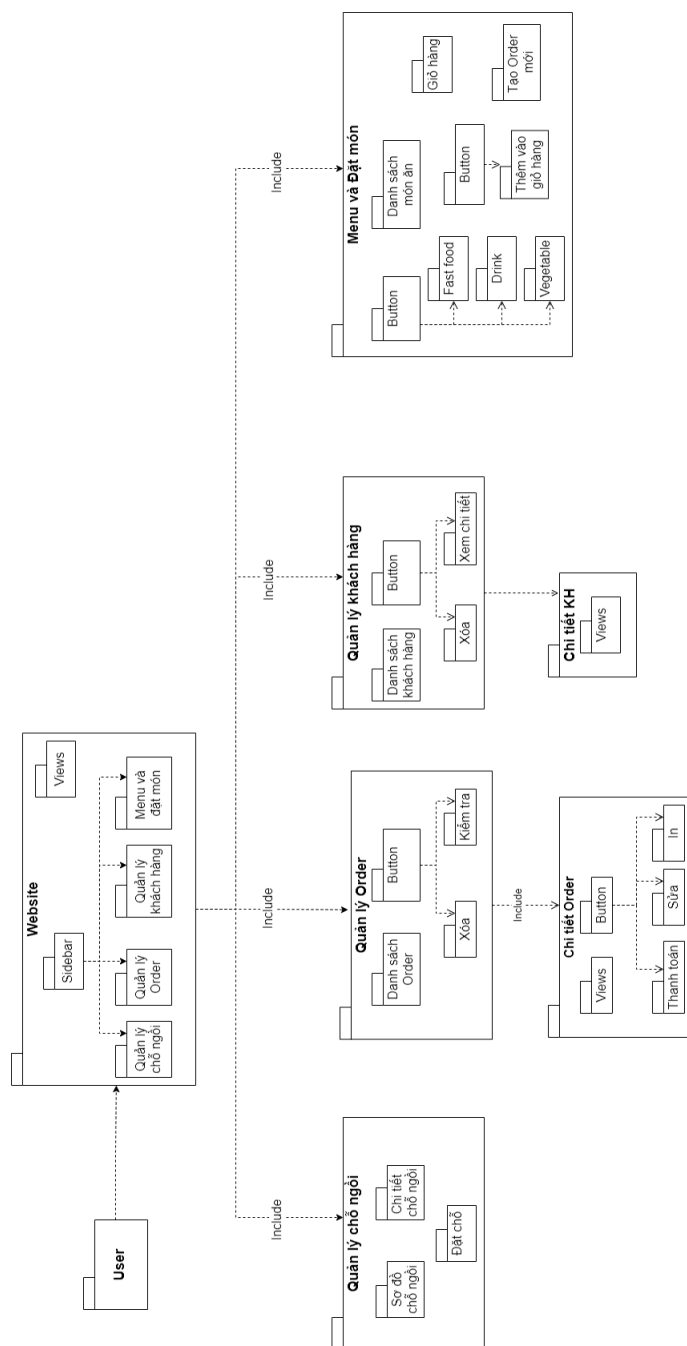 User
Website
Sidebar
Views
Quản lý
chỗ ngồi
Quản lý
Order
Quản lý
khách hàng
Menu và
đặt món
Include
Include
Include
Include
Quản lý chỗ ngồi
Sơ đồ
chỗ ngồi
Chi tiết
chỗ ngồi
Đặt chỗ
Quản lý Order
Danh sách
Order
Button
Xóa
Kiểm tra
Include
Chi tiết Order
Views
Button
Thanh toán
Sửa
In
Quản lý khách hàng
Danh sách
khách hàng
Button
Xóa
Xem chi tiết
Chi tiết KH
Views
Menu và Đặt món
Button
Fast food
Drink
Vegetable
Danh sách
món ăn
Button
Thêm vào
giỏ hàng
Giỏ hàng
Tạo Order
mới